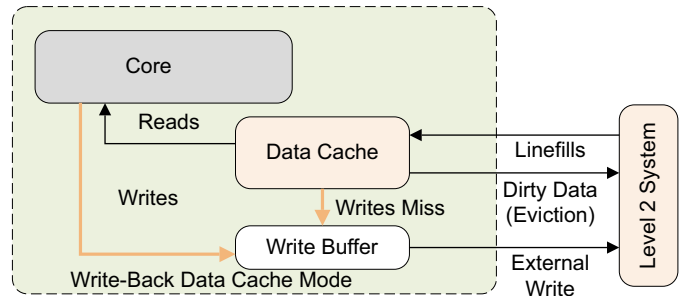 Core
Reads
Data Cache
Linefills
Dirty Data
(Eviction)
Level 2 System
Writes
Writes Miss
Write Buffer
External
Write
Write-Back Data Cache Mode